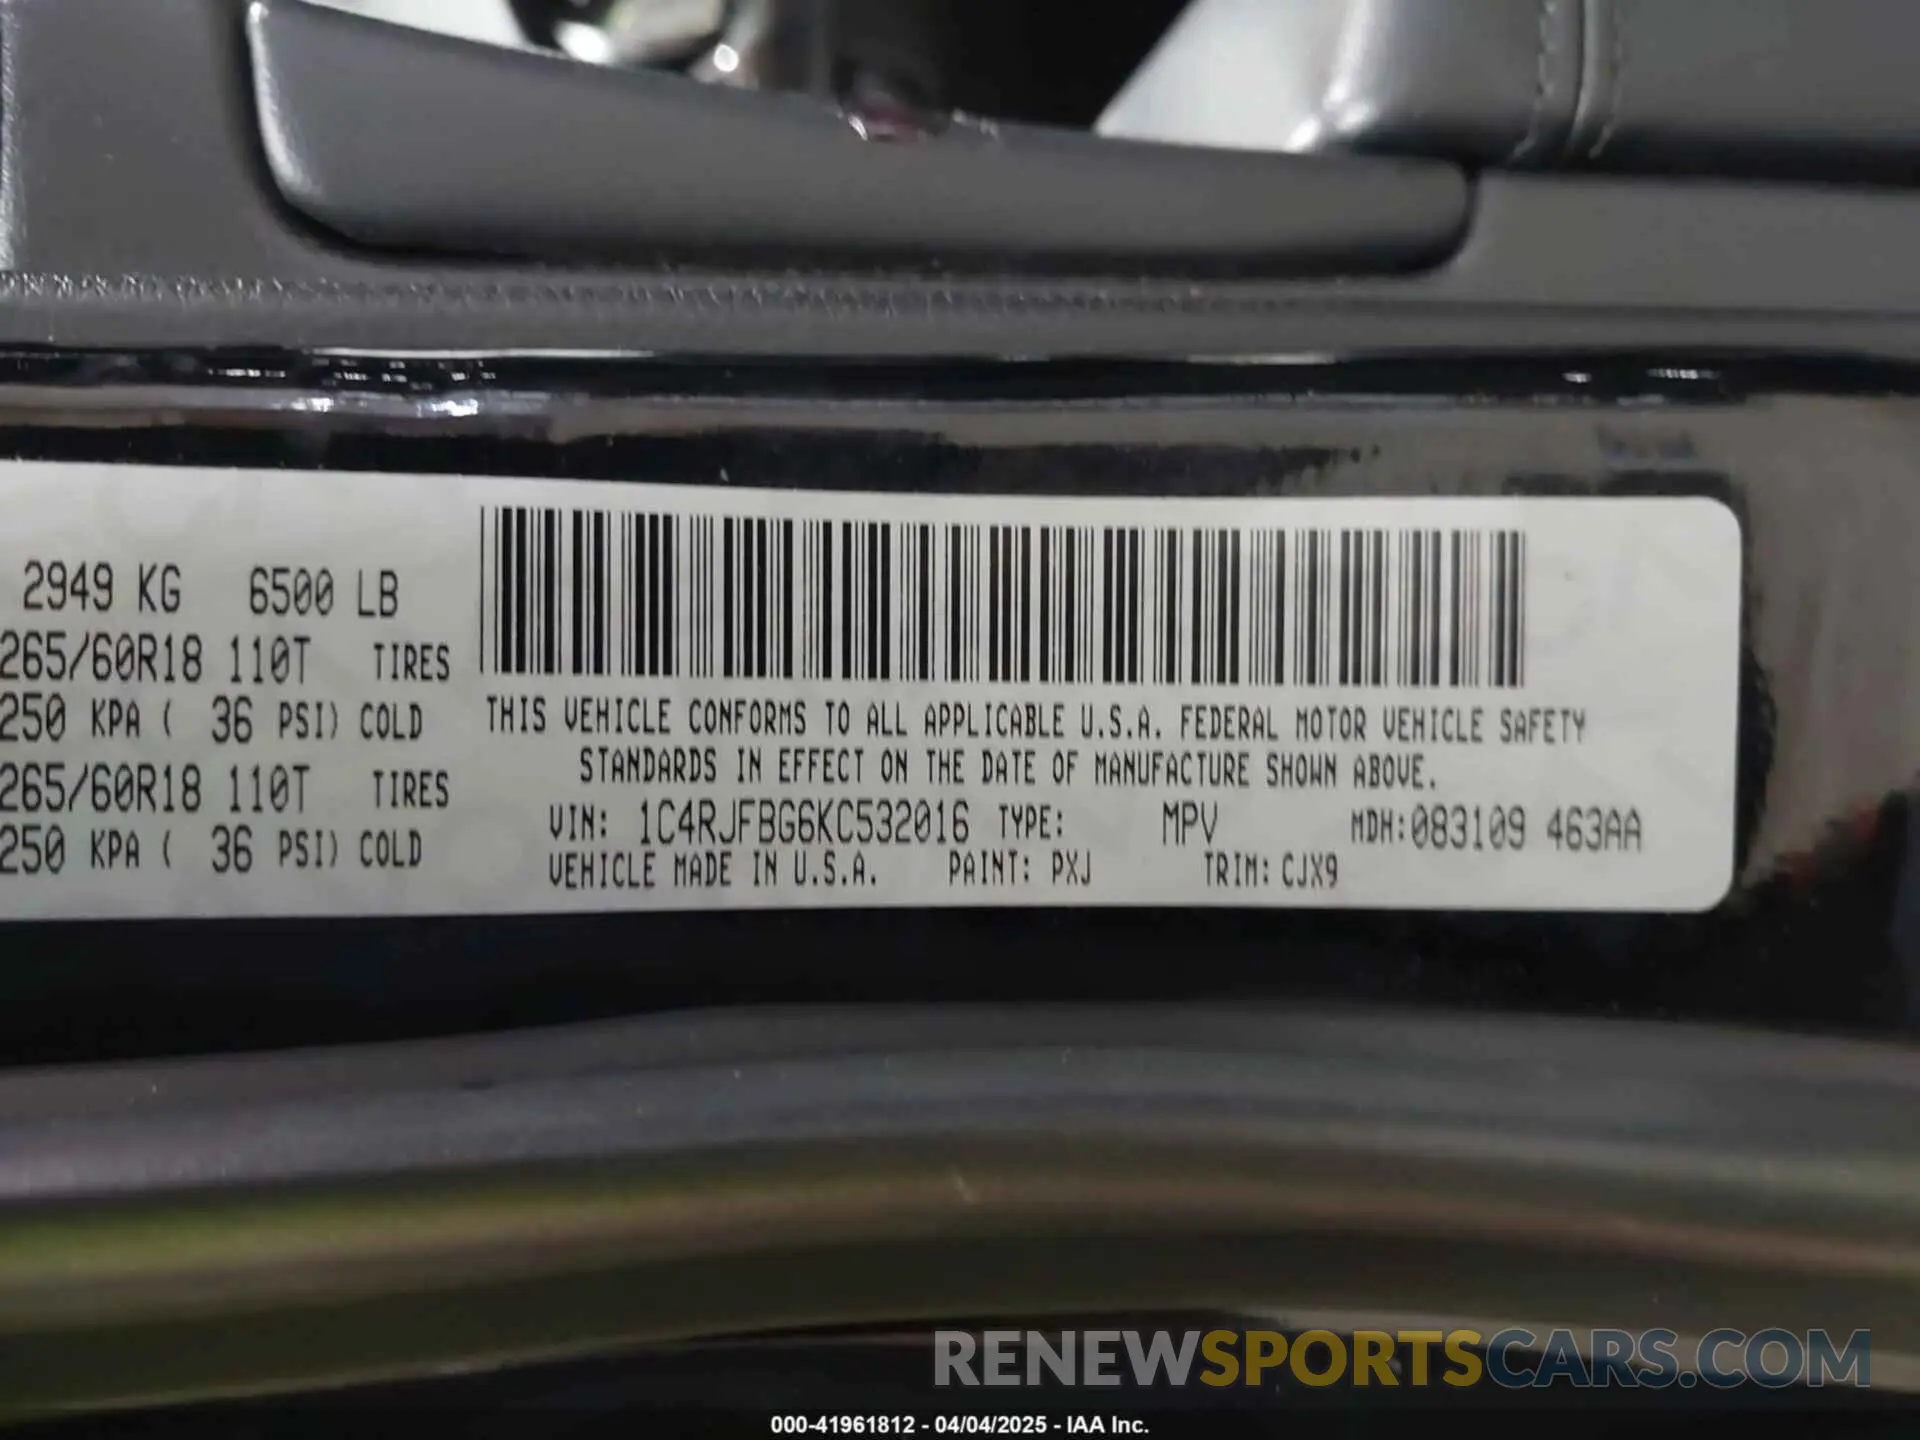 2949 KG 6500 LB
265/60R18 110T TIRES
250 KPA ( 36 PSI) COLD
265/60R18 110T TIRES
250 KPA ( 36 PSI) COLD
THIS VEHICLE CONFORMS TO ALL APPLICABLE U.S.A. FEDERAL MOTOR VEHICLE SAFETY
STANDARDS IN EFFECT ON THE DATE OF MANUFACTURE SHOWN ABOVE.
VIN: 1C4RJFBG6KC532016 TYPE: MPV MDH:083109 463AA
VEHICLE MADE IN U.S.A. PAINT: PXJ TRIM: CJX9
RENEWSPORTSCARS.COM
000-41961812 - 04/04/2025 - IAA Inc.